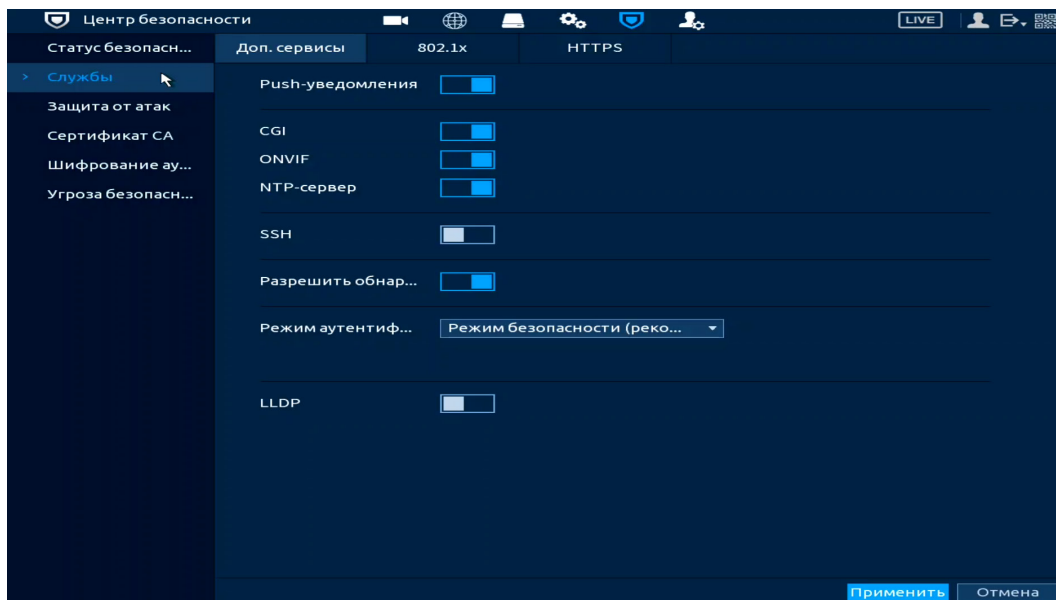 Центр безопасности
LIVE
Статус безопасн...
Доп. сервисы
802.1x
HTTPS
> Службы
Защита от атак
Сертификат CA
Шифрование ау...
Угроза безопасн...
Push-уведомления
CGI
ONVIF
NTP-сервер
SSH
Разрешить обнар...
Режим аутентиф...
Режим безопасности (реко...
LLDP
Применить
Отмена